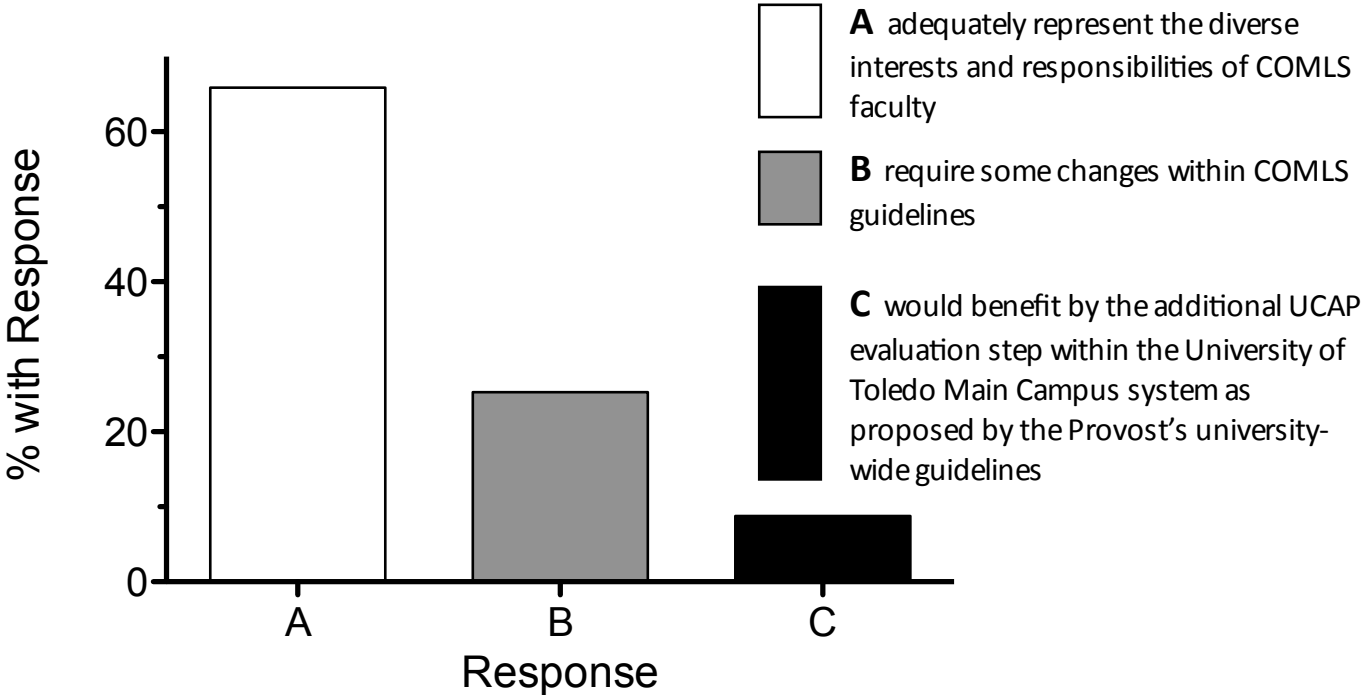 % with Response
60
40
20
0
A
B
C
Response
A adequately represent the diverse
interests and responsibilities of COMLS
faculty
B require some changes within COMLS
guidelines
C would benefit by the additional UCAP
evaluation step within the University of
Toledo Main Campus system as
proposed by the Provost’s university-
wide guidelines